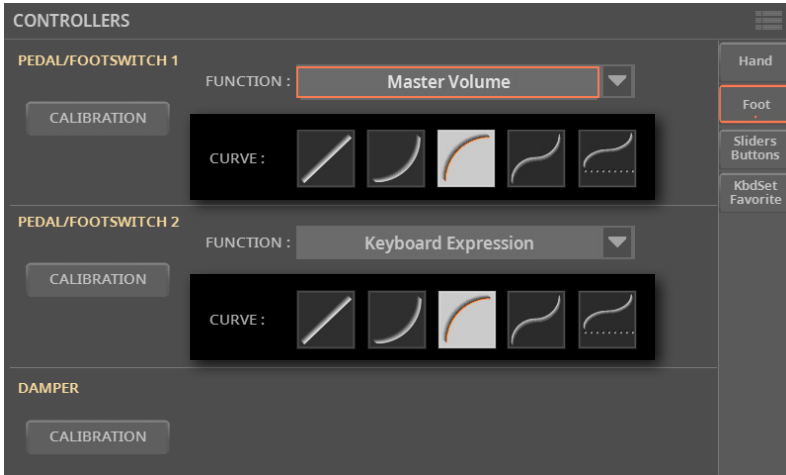 CONTROLLERS
PEDAL/FOOTSWITCH 1
FUNCTION :
Master Volume
CALIBRATION
CURVE :
PEDAL/FOOTSWITCH 2
FUNCTION :
Keyboard Expression
CALIBRATION
CURVE :
DAMPER
CALIBRATION
Hand
Foot
Sliders
Buttons
KbdSet
Favorite